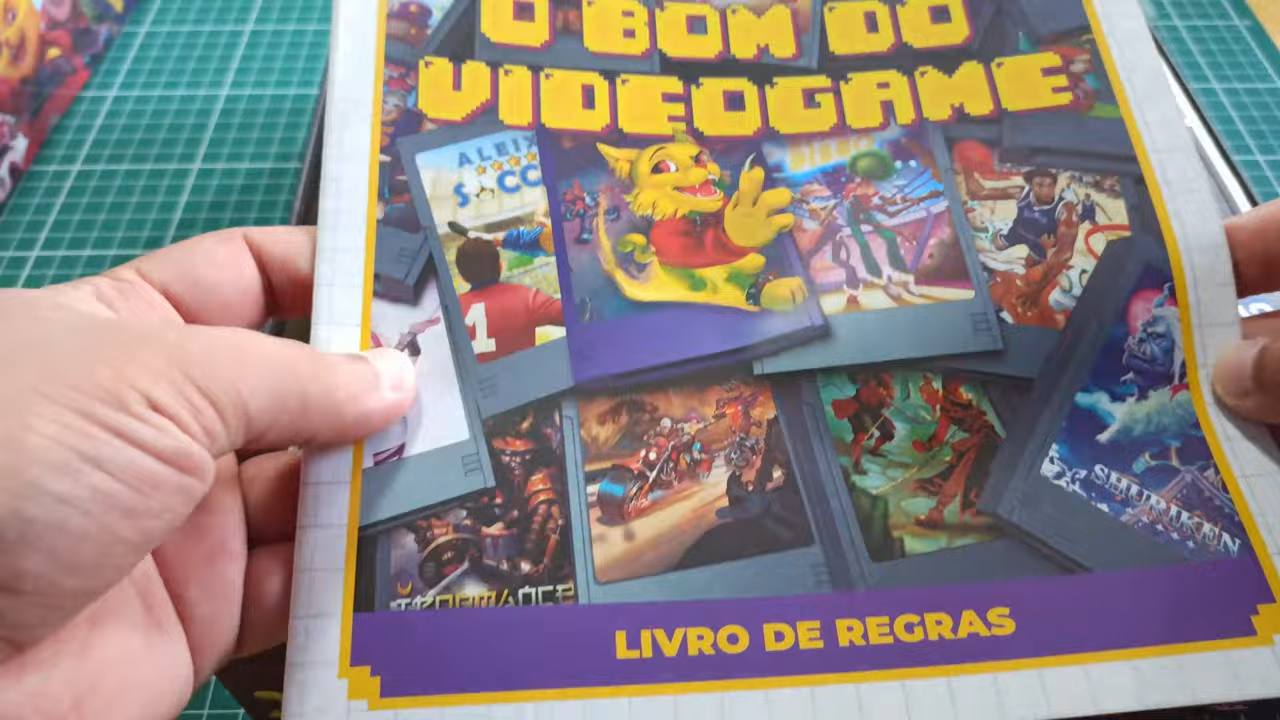 O BOM DO
VIDEOGAME
ALEIX
SOCC
1
SHURIKEN
LIVRO DE REGRAS